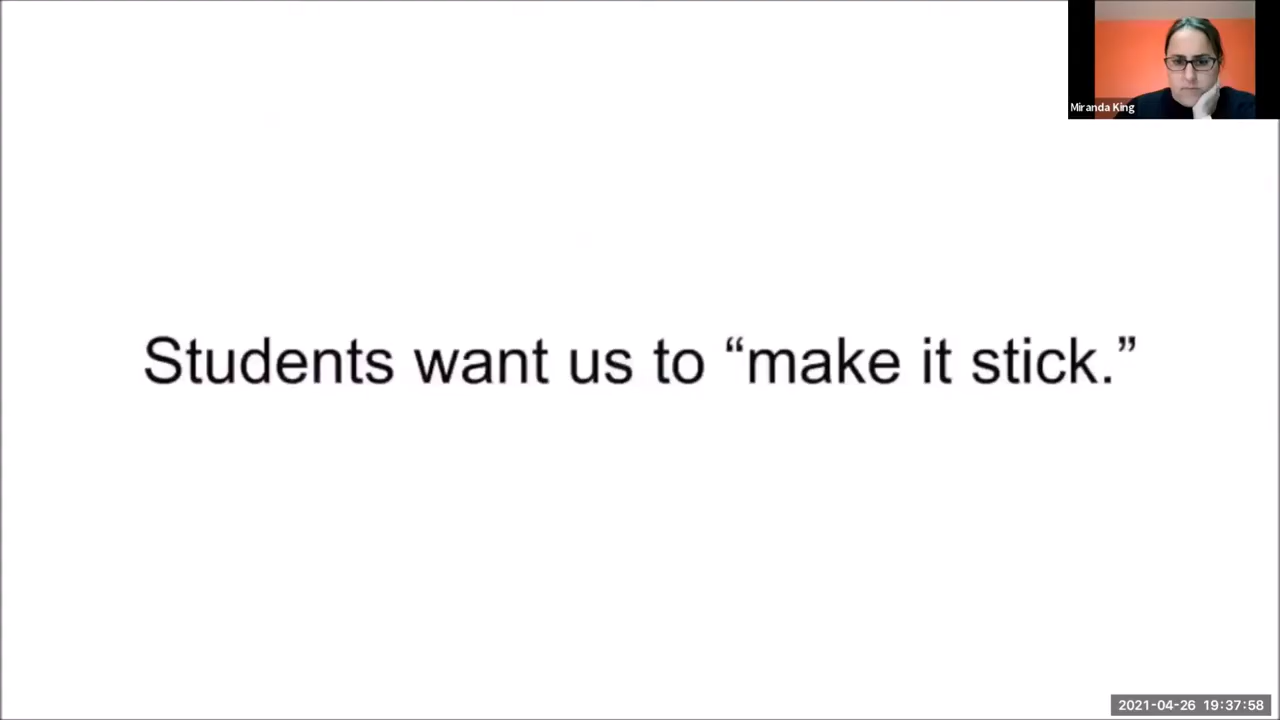 Miranda King
Students want us to “make it stick.”
2021-04-26 19:37:58